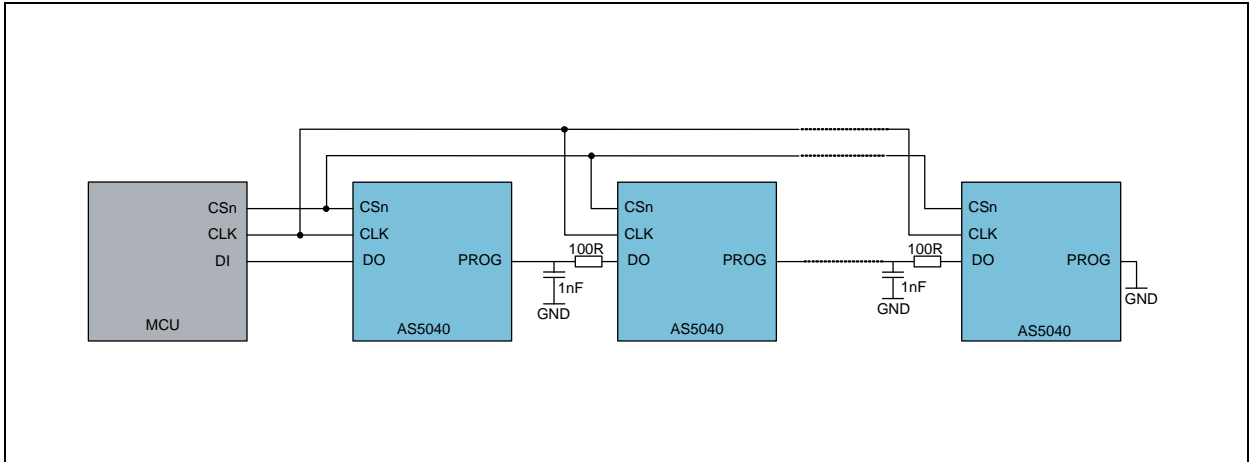 CSn
CLK
DI
MCU
CSn
CLK
DO
PROG
AS5040
100R
1nF
GND
CSn
CLK
DO
PROG
AS5040
100R
1nF
GND
CSn
CLK
DO
PROG
AS5040
GND